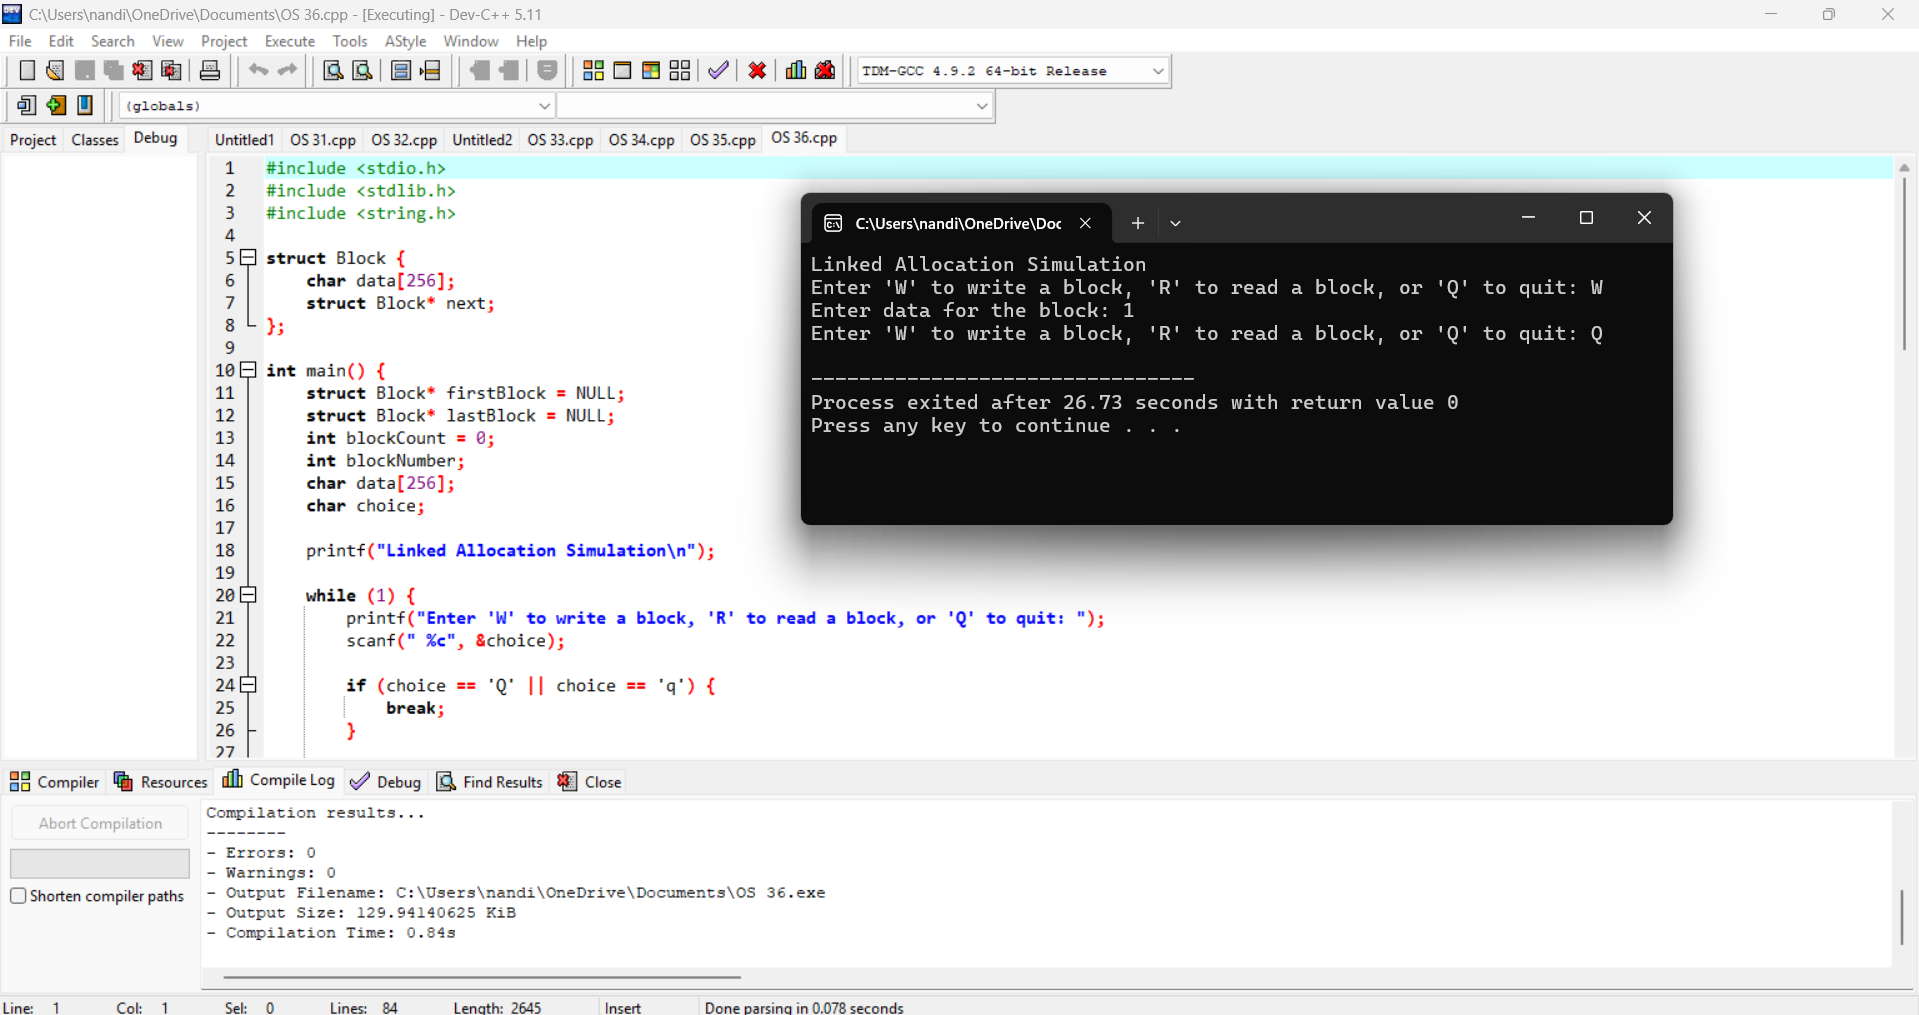 C:\Users\nandi\OneDrive\Documents\OS 36.cpp - [Executing] - Dev-C++ 5.11
File Edit Search View Project Execute Tools AStyle Window Help
TDM-GCC 4.9.2 64-bit Release
(globals)
Project Classes Debug
Untitled1 OS 31.cpp OS 32.cpp Untitled2 OS 33.cpp OS 34.cpp OS 35.cpp OS 36.cpp
1 #include <stdio.h>
2 #include <stdlib.h>
3 #include <string.h>
4
5 struct Block {
6 char data[256];
7 struct Block* next;
8 };
9
10 int main() {
11 struct Block* firstBlock = NULL;
12 struct Block* lastBlock = NULL;
13 int blockCount = 0;
14 int blockNumber;
15 char data[256];
16 char choice;
17
18 printf("Linked Allocation Simulation\n");
19
20 while (1) {
21 printf("Enter 'W' to write a block, 'R' to read a block, or 'Q' to quit: ");
22 scanf(" %c", &choice);
23
24 if (choice == 'Q' || choice == 'q') {
25 break;
26 }
27
C:\Users\nandi\OneDrive\Doc
Linked Allocation Simulation
Enter 'W' to write a block, 'R' to read a block, or 'Q' to quit: W
Enter data for the block: 1
Enter 'W' to write a block, 'R' to read a block, or 'Q' to quit: Q
--------------------------------
Process exited after 26.73 seconds with return value 0
Press any key to continue . . .
Compiler Resources Compile Log Debug Find Results Close
Abort Compilation
Shorten compiler paths
Compilation results...
--------
- Errors: 0
- Warnings: 0
- Output Filename: C:\Users\nandi\OneDrive\Documents\OS 36.exe
- Output Size: 129.94140625 KiB
- Compilation Time: 0.84s
Line: 1 Col: 1 Sel: 0 Lines: 84 Length: 2645 Insert Done parsing in 0.078 seconds